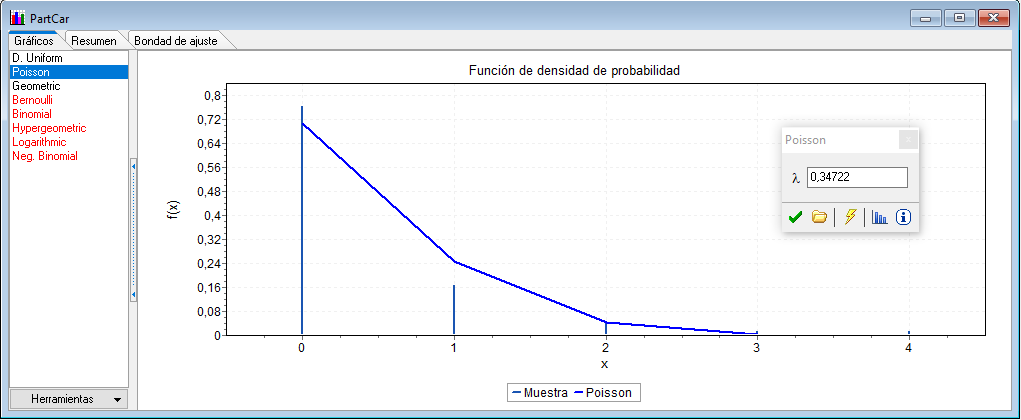 PartCar
Gráficos Resumen Bondad de ajuste
D. Uniform
Poisson
Geometric
Bernoulli
Binomial
Hypergeometric
Logarithmic
Neg. Binomial
Herramientas
Función de densidad de probabilidad
f(x)
0,8
0,72
0,64
0,56
0,48
0,4
0,32
0,24
0,16
0,08
0
0 1 2 3 4
x
Muestra Poisson
Poisson
λ 0,34722